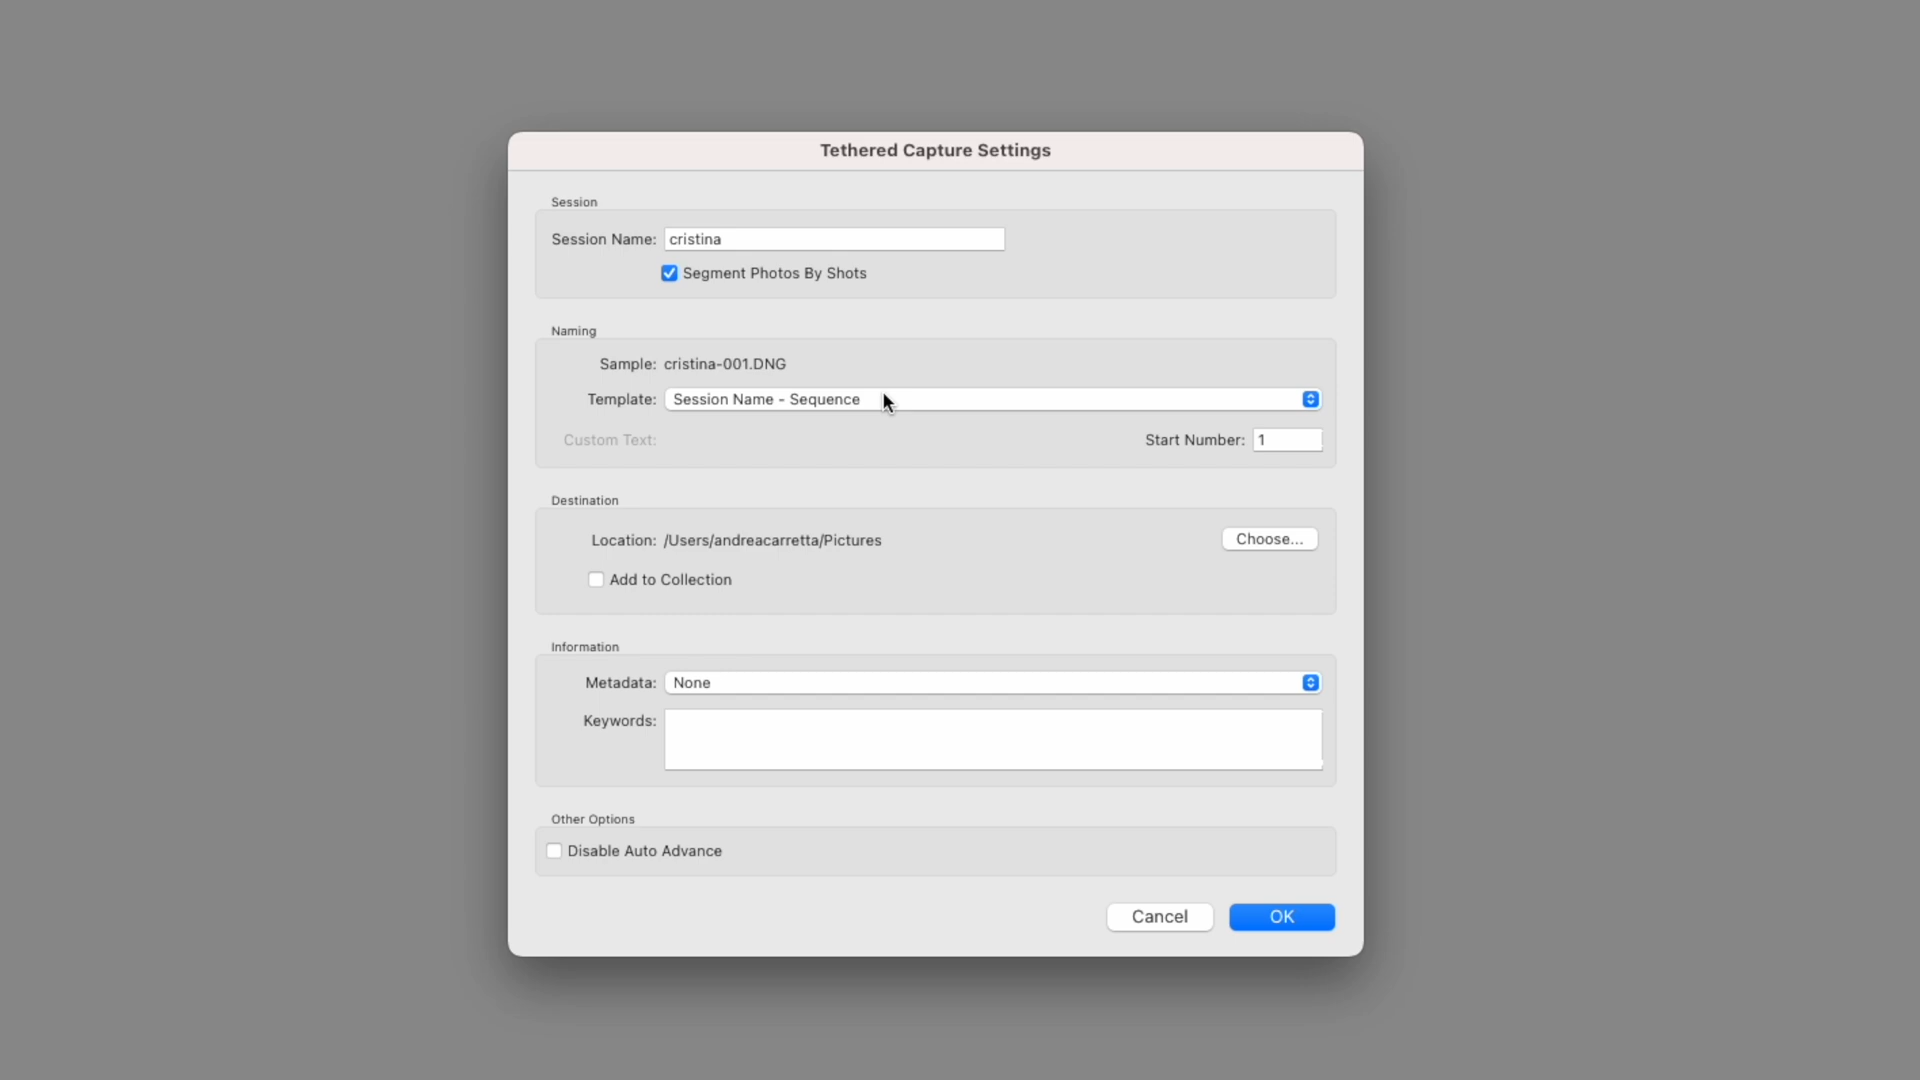 Tethered Capture Settings
Session
Session Name: cristina
Segment Photos By Shots
Naming
Sample: cristina-001.DNG
Template: Session Name - Sequence
Custom Text: Start Number: 1
Destination
Location: /Users/andreacarretta/Pictures Choose...
Add to Collection
Information
Metadata: None
Keywords:
Other Options
Disable Auto Advance
Cancel OK